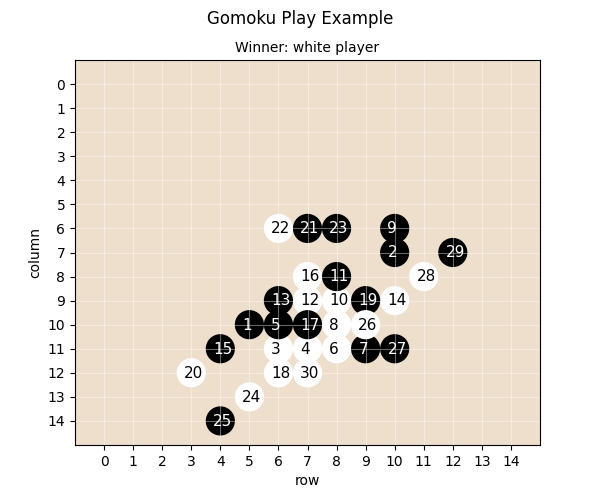 Gomoku Play Example
Winner: white player
0
1
2
3
4
5
6 22 21 23 9
7 2 29
8 16 11 28
9 13 12 10 19 14
10 1 5 17 8 26
11 15 3 4 6 7 27
12 20 18 30
13 24
14 25
0 1 2 3 4 5 6 7 8 9 10 11 12 13 14
column
row